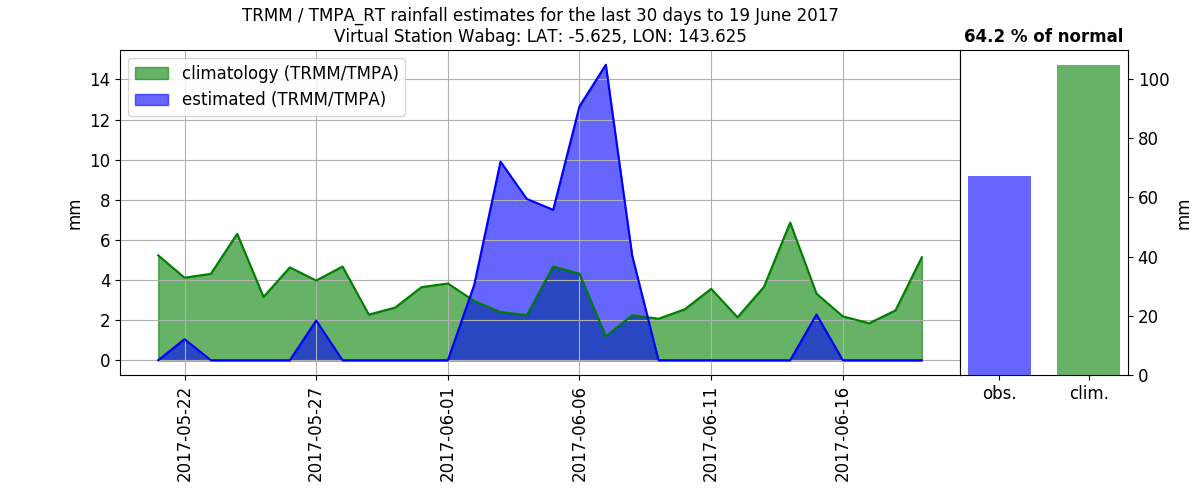 TRMM / TMPA_RT rainfall estimates for the last 30 days to 19 June 2017
Virtual Station Wabag: LAT: -5.625, LON: 143.625
64.2 % of normal
climatology (TRMM/TMPA)
estimated (TRMM/TMPA)
mm
14
12
10
8
6
4
2
0
2017-05-22
2017-05-27
2017-06-01
2017-06-06
2017-06-11
2017-06-16
100
80
60
40
20
0
mm
obs.
clim.